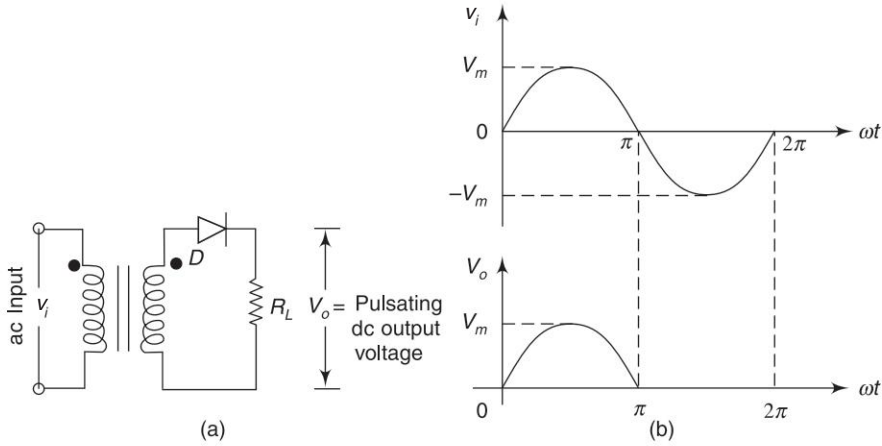 ac Input
v_i
D
R_L
V_o = Pulsating
dc output
voltage
(a)
v_i
V_m
0
π
2π
ωt
−V_m
V_o
V_m
0
π
2π
ωt
(b)